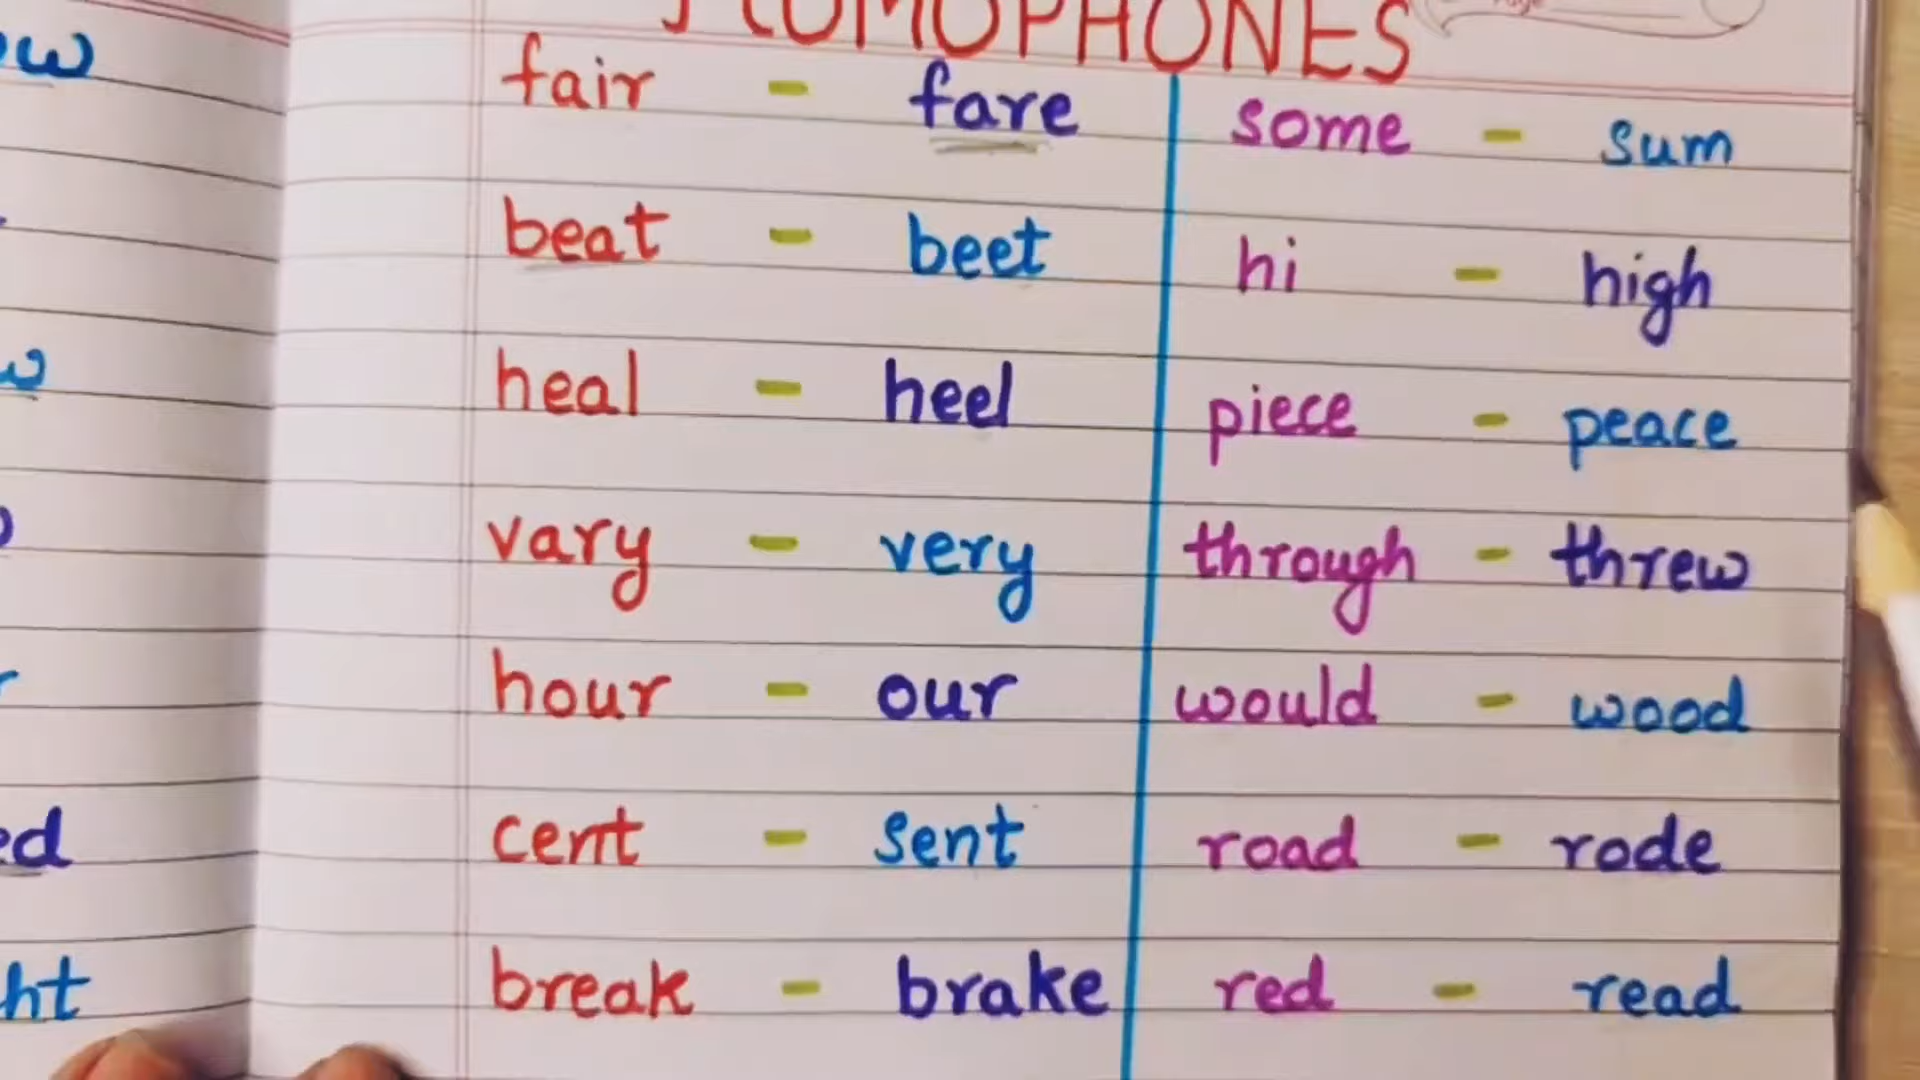 HOMOPHONES
fair - fare
beat - beet
heal - heel
vary - very
hour - our
cent - sent
break - brake
some - sum
hi - high
piece - peace
through - threw
would - wood
road - rode
red - read